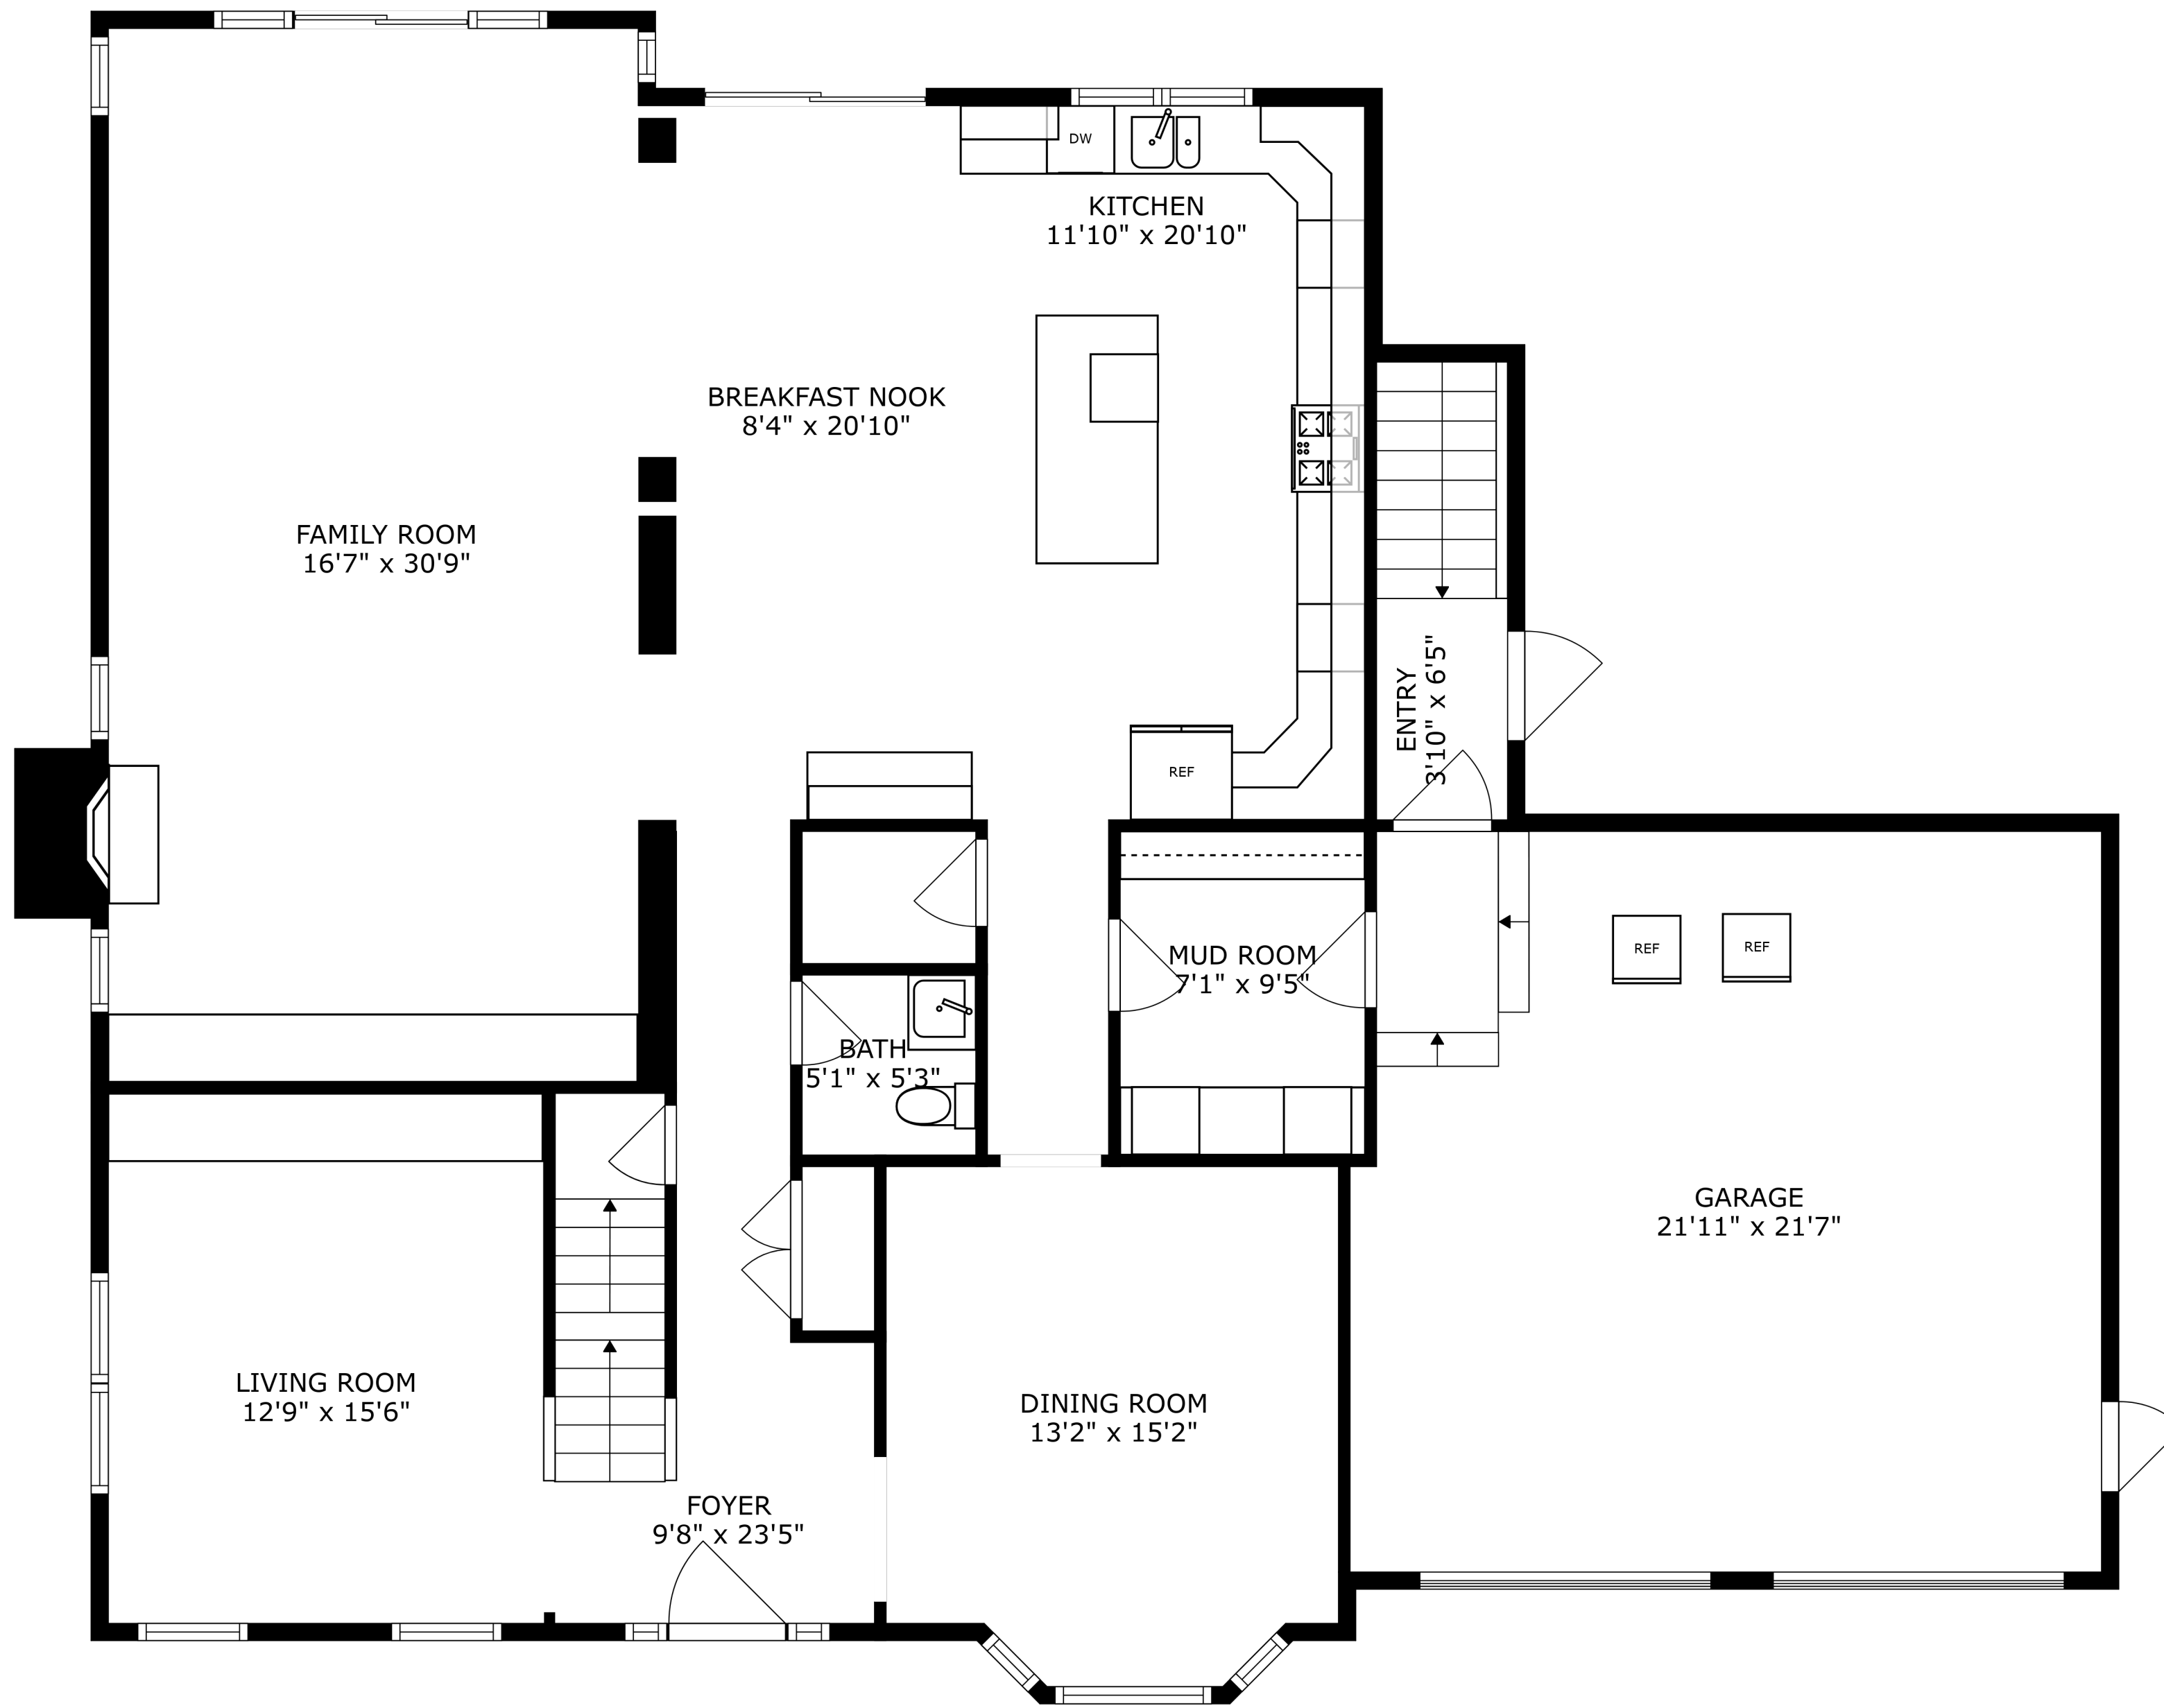 DW
KITCHEN
11'10" x 20'10"
BREAKFAST NOOK
8'4" x 20'10"
FAMILY ROOM
16'7" x 30'9"
ENTRY
3'10" x 6'5"
REF
MUD ROOM
7'1" x 9'5"
REF
REF
BATH
5'1" x 5'3"
GARAGE
21'11" x 21'7"
LIVING ROOM
12'9" x 15'6"
DINING ROOM
13'2" x 15'2"
FOYER
9'8" x 23'5"